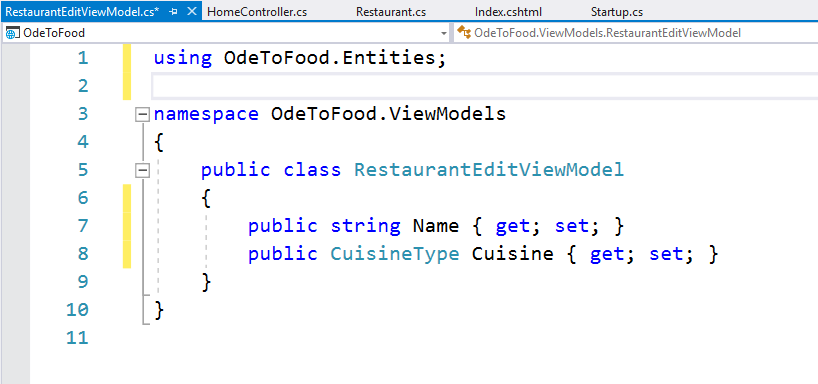 RestaurantEditViewModel.cs* HomeController.cs Restaurant.cs Index.cshtml Startup.cs
OdeToFood OdeToFood.ViewModels.RestaurantEditViewModel
1 using OdeToFood.Entities;
2
3 namespace OdeToFood.ViewModels
4 {
5 public class RestaurantEditViewModel
6 {
7 public string Name { get; set; }
8 public CuisineType Cuisine { get; set; }
9 }
10 }
11